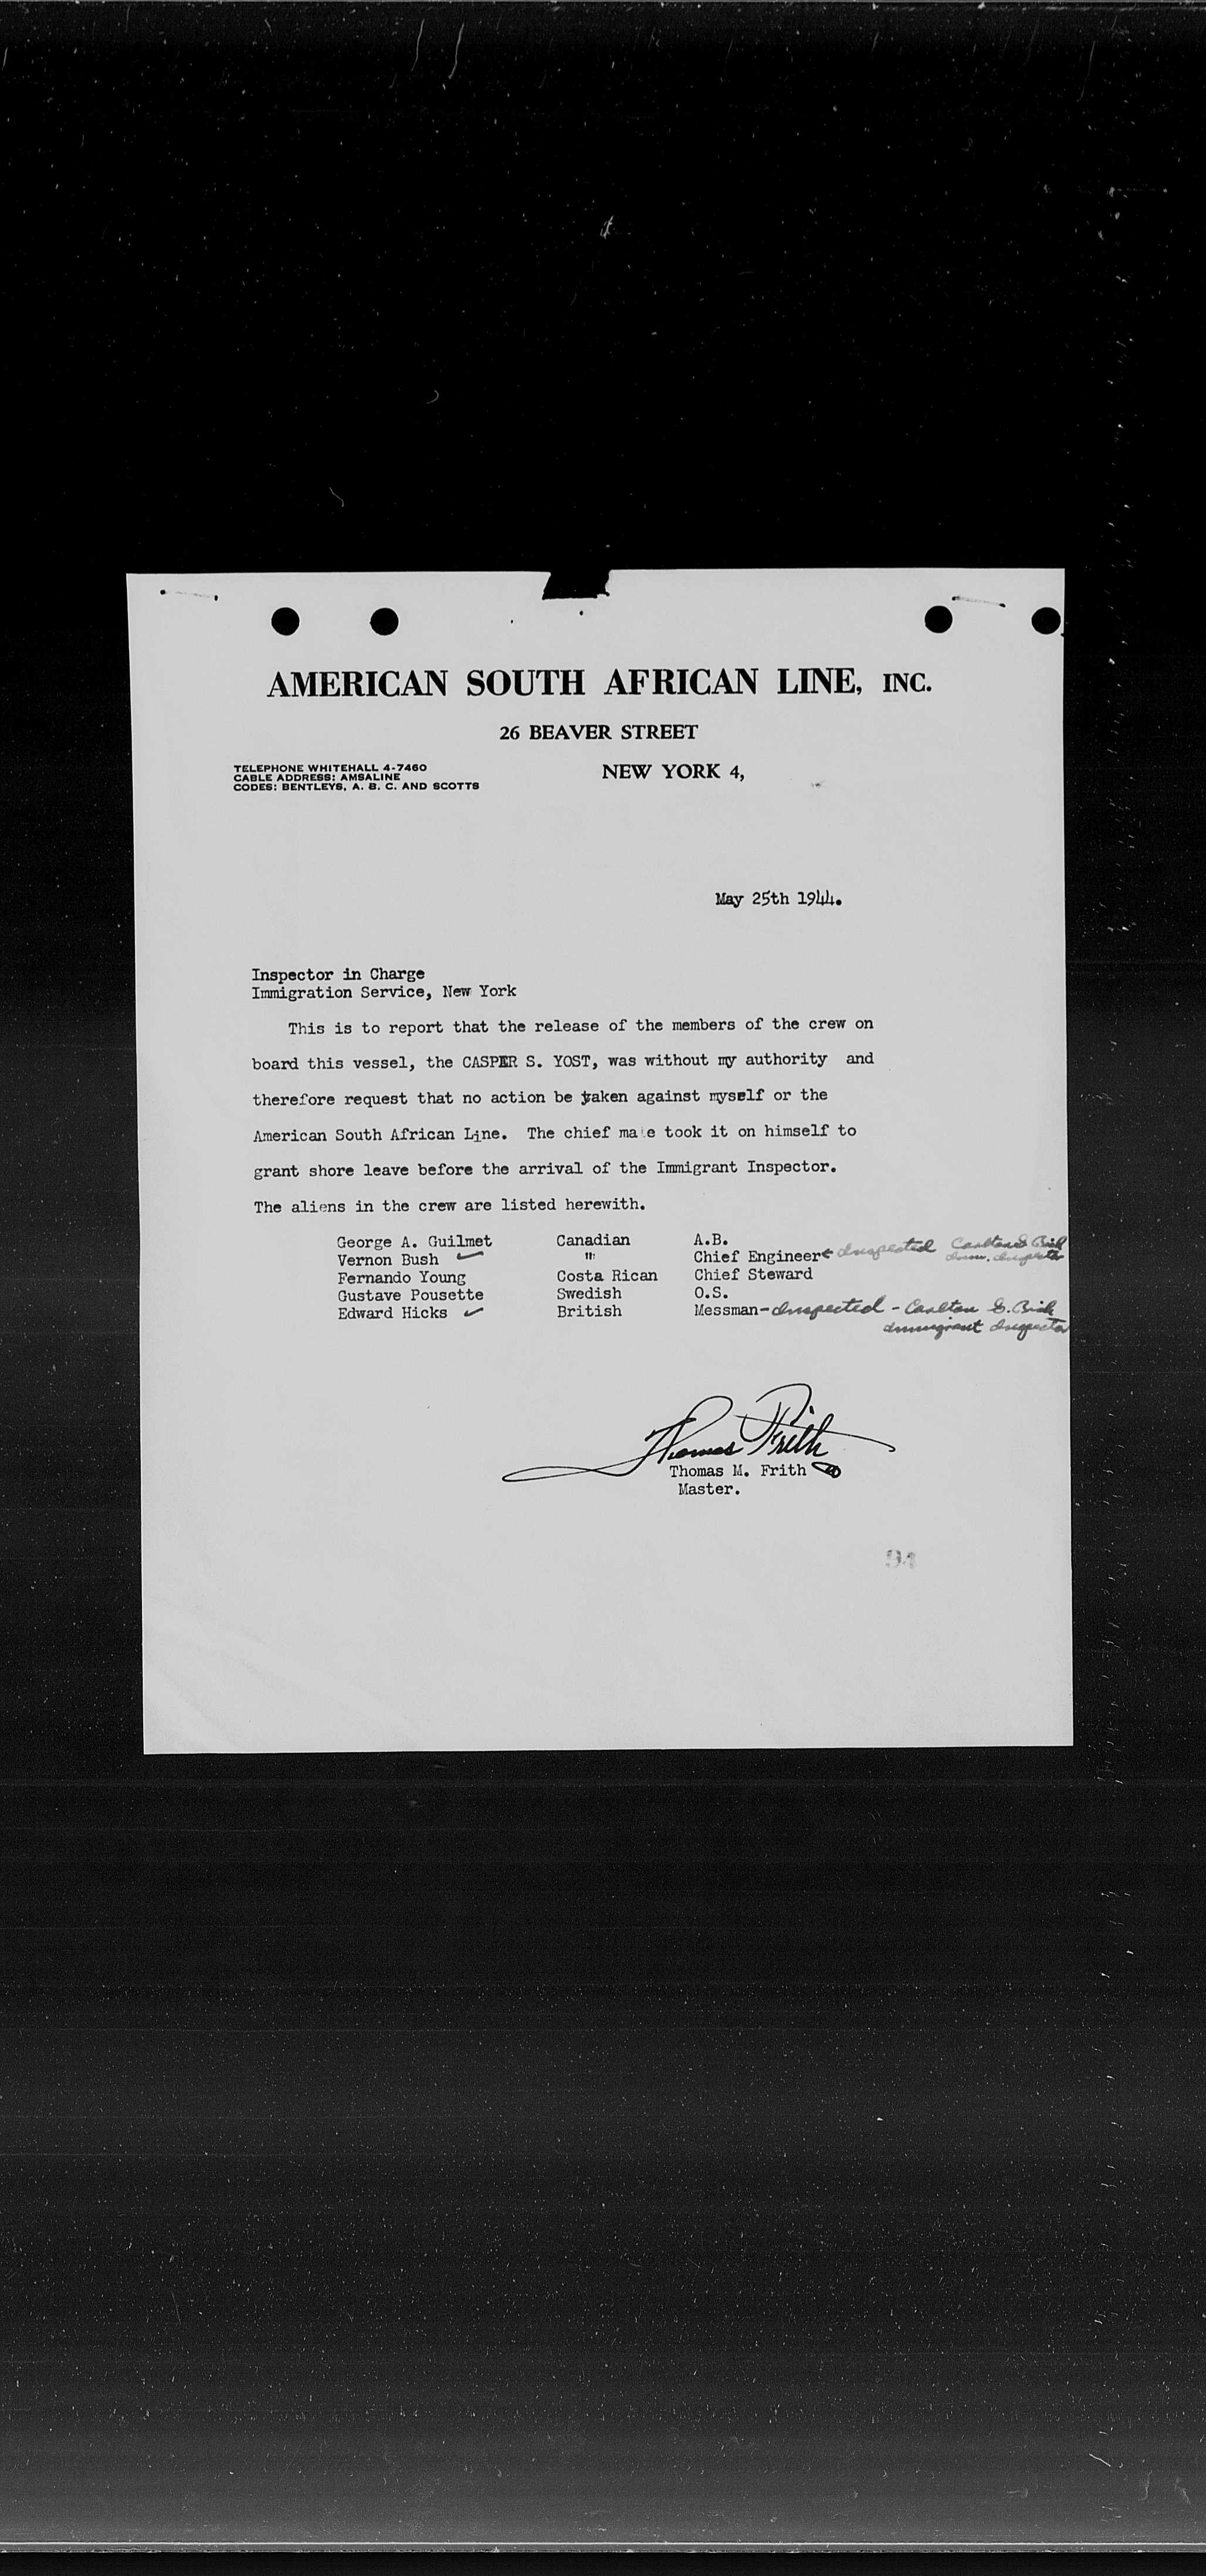 AMERICAN SOUTH AFRICAN LINE, INC.
26 BEAVER STREET
TELEPHONE WHITEHALL 4-7460
CABLE ADDRESS: AMSALINE
CODES: BENTLEYS, A. B. C. AND SCOTTS
NEW YORK 4,
May 25th 1944.
Inspector in Charge
Immigration Service, New York
This is to report that the release of the members of the crew on
board this vessel, the CASPER S. YOST, was without my authority and
therefore request that no action be taken against myself or the
American South African Line. The chief mate took it on himself to
grant shore leave before the arrival of the Immigrant Inspector.
The aliens in the crew are listed herewith.
George A. Guilmet Canadian A.B.
Vernon Bush ✓ " Chief Engineer - Inspected Carlton
Imm. Inspector
Fernando Young Costa Rican Chief Steward
Gustave Pousette Swedish O.S.
Edward Hicks ✓ British Messman - Inspected - Carlton
Immigrant Inspector
Thomas Frith
Thomas M. Frith
Master.
94